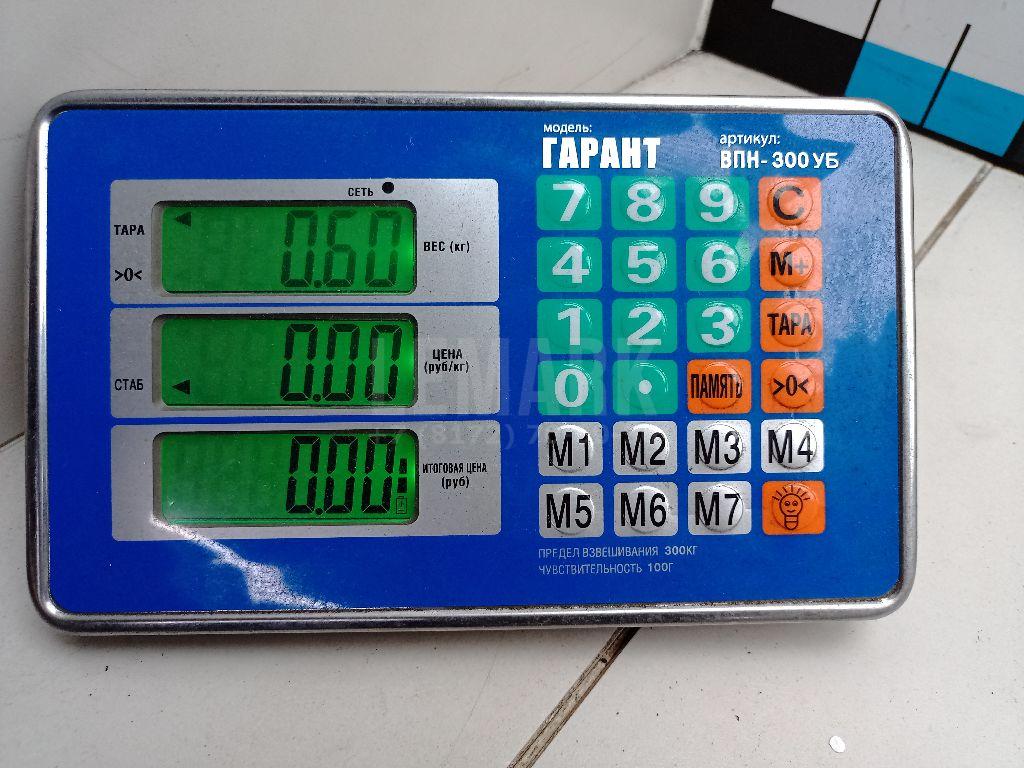 модель:
ГАРАНТ
артикул:
ВПН-300 УБ
СЕТЬ
ТАРА
0.60
ВЕС (кг)
>0<
0.00
ЦЕНА
(руб/кг)
СТАБ
0.00
ИТОГОВАЯ ЦЕНА
(руб)
7 8 9 C
4 5 6 M+
1 2 3 ТАРА
0 . ПАМЯТЬ >0<
M1 M2 M3 M4
M5 M6 M7
ПРЕДЕЛ ВЗВЕШИВАНИЯ 300КГ
ЧУВСТВИТЕЛЬНОСТЬ 100Г